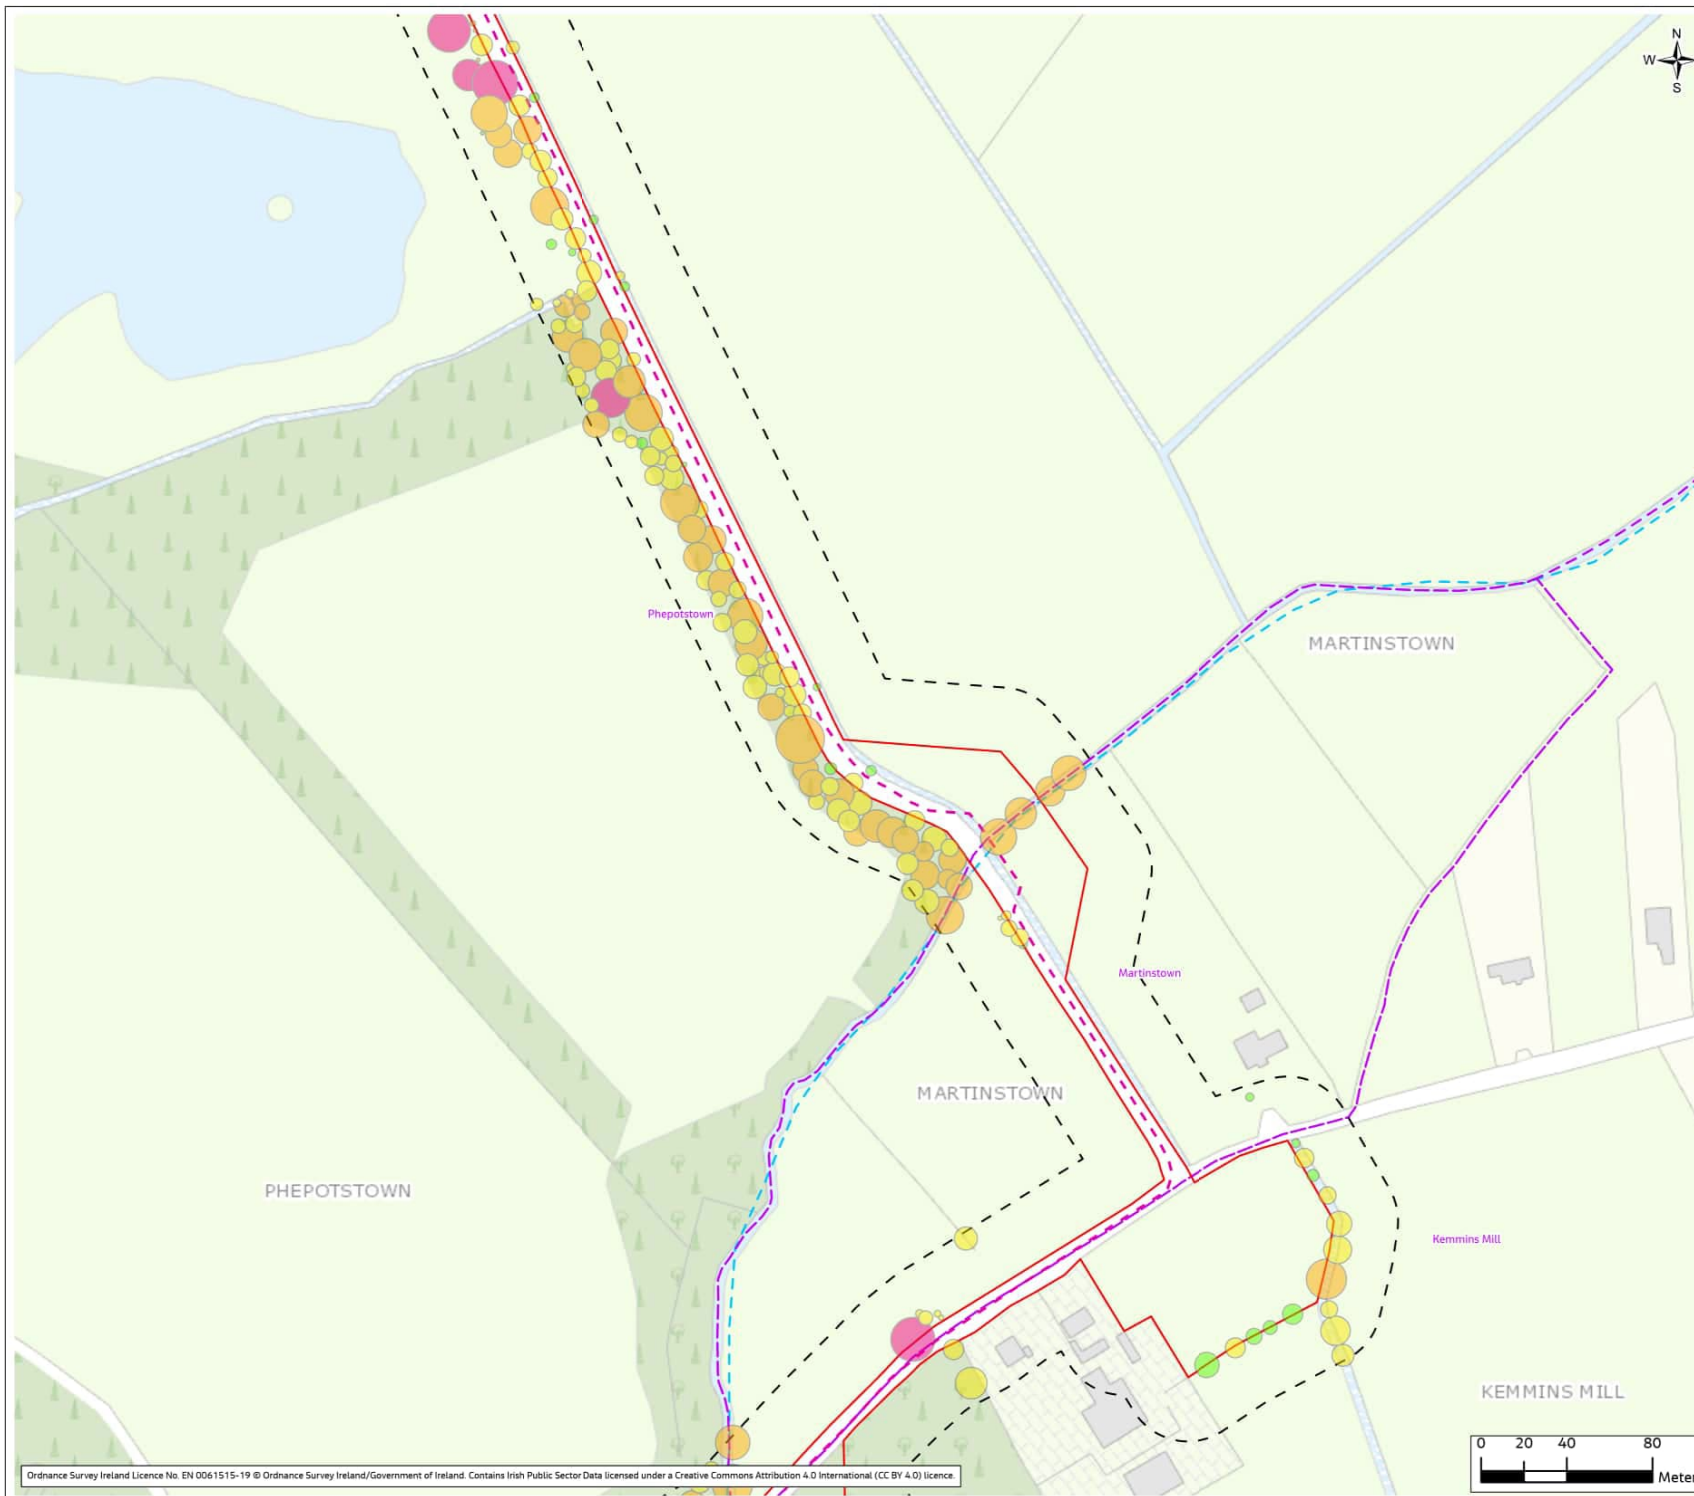 N
W
S
Phepotstown
MARTINSTOWN
Martinstown
MARTINSTOWN
PHEPOTSTOWN
Kemmins Mill
KEMMINS MILL
0 20 40 80
Meter
Ordnance Survey Ireland Licence No. EN 0061515-19 © Ordnance Survey Ireland/Government of Ireland. Contains Irish Public Sector Data licensed under a Creative Commons Attribution 4.0 International (CC BY 4.0) licence.